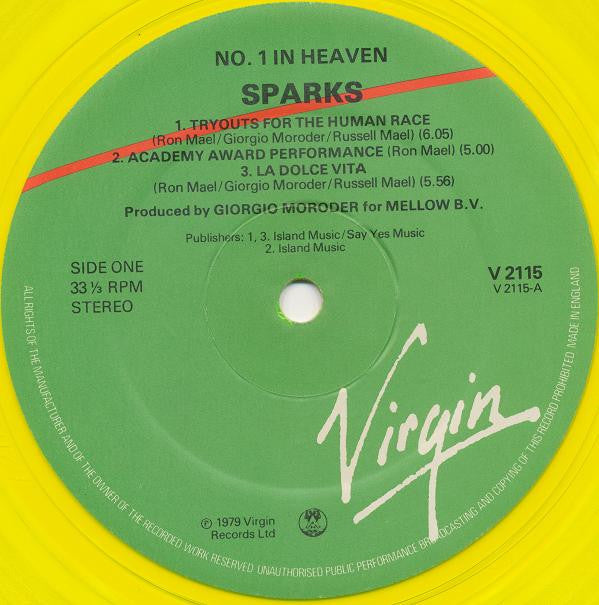 NO. 1 IN HEAVEN
SPARKS
1. TRYOUTS FOR THE HUMAN RACE
(Ron Mael/Giorgio Moroder/Russell Mael) (6.05)
2. ACADEMY AWARD PERFORMANCE (Ron Mael) (5.00)
3. LA DOLCE VITA
(Ron Mael/Giorgio Moroder/Russell Mael) (5.56)
Produced by GIORGIO MORODER for MELLOW B.V.
Publishers: 1, 3. Island Music/Say Yes Music
2. Island Music
SIDE ONE
33 ⅓ RPM
STEREO
V 2115
V 2115-A
Virgin
℗ 1979 Virgin
Records Ltd
ALL RIGHTS OF THE MANUFACTURER AND OF THE OWNER OF THE RECORDED WORK RESERVED UNAUTHORISED PUBLIC PERFORMANCE BROADCASTING AND COPYING OF THIS RECORD PROHIBITED MADE IN ENGLAND